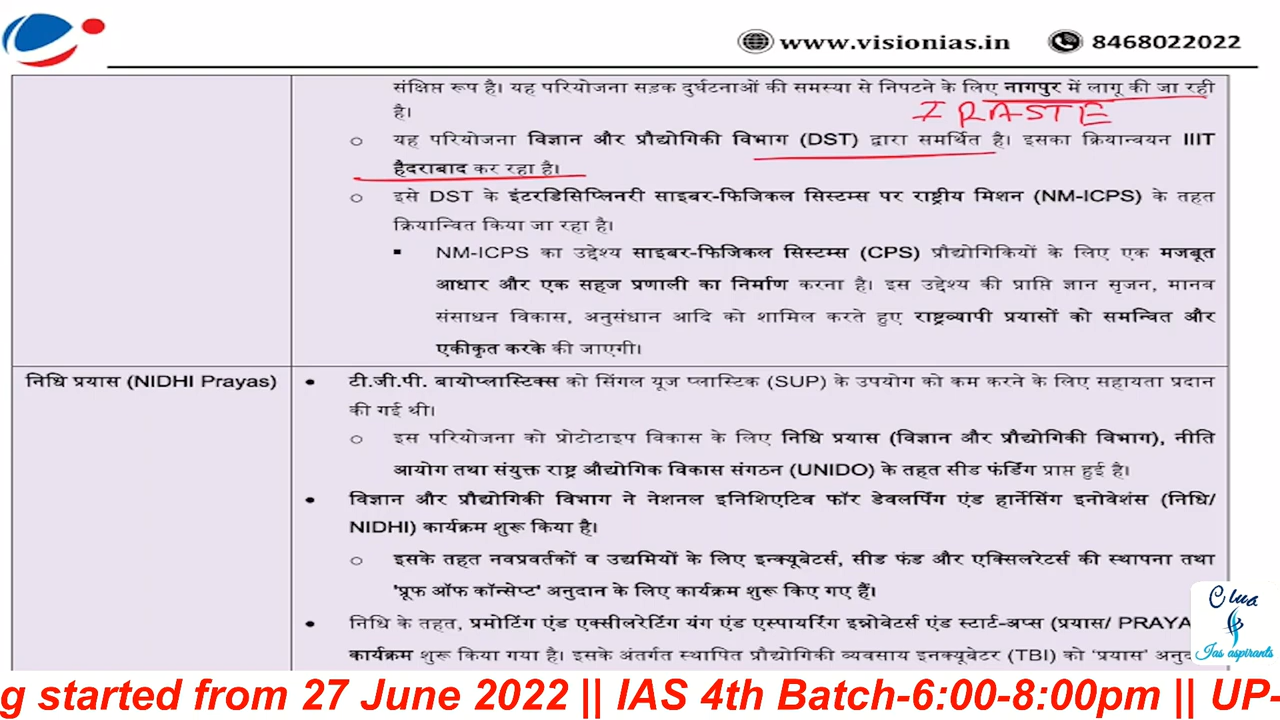 www.visionias.in 8468022022
संक्षिप्त रूप है। यह परियोजना सड़क दुर्घटनाओं की समस्या से निपटने के लिए नागपुर में लागू की जा रही
है।
I RASTE
यह परियोजना विज्ञान और प्रौद्योगिकी विभाग (DST) द्वारा समर्थित है। इसका क्रियान्वयन IIIT
हैदराबाद कर रहा है।
इसे DST के इंटरडिसिप्लिनरी साइबर-फिजिकल सिस्टम्स पर राष्ट्रीय मिशन (NM-ICPS) के तहत
क्रियान्वित किया जा रहा है।
NM-ICPS का उद्देश्य साइबर-फिजिकल सिस्टम्स (CPS) प्रौद्योगिकियों के लिए एक मजबूत
आधार और एक सहज प्रणाली का निर्माण करना है। इस उद्देश्य की प्राप्ति ज्ञान सृजन, मानव
संसाधन विकास, अनुसंधान आदि को शामिल करते हुए राष्ट्रव्यापी प्रयासों को समन्वित और
एकीकृत करके की जाएगी।
निधि प्रयास (NIDHI Prayas)
टी.जी.पी. बायोप्लास्टिक्स को सिंगल यूज प्लास्टिक (SUP) के उपयोग को कम करने के लिए सहायता प्रदान
की गई थी।
इस परियोजना को प्रोटोटाइप विकास के लिए निधि प्रयास (विज्ञान और प्रौद्योगिकी विभाग), नीति
आयोग तथा संयुक्त राष्ट्र औद्योगिक विकास संगठन (UNIDO) के तहत सीड फंडिंग प्राप्त हुई है।
विज्ञान और प्रौद्योगिकी विभाग ने नेशनल इनिशिएटिव फॉर डेवलपिंग एंड हार्नेसिंग इनोवेशंस (निधि/
NIDHI) कार्यक्रम शुरू किया है।
इसके तहत नवप्रवर्तकों व उद्यमियों के लिए इन्क्यूबेटर्स, सीड फंड और एक्सिलरेटर्स की स्थापना तथा
'प्रूफ ऑफ कॉन्सेप्ट' अनुदान के लिए कार्यक्रम शुरू किए गए हैं।
निधि के तहत, प्रमोटिंग एंड एक्सीलरेटिंग यंग एंड एस्पायरिंग इन्नोवेटर्स एंड स्टार्ट-अप्स (प्रयास/ PRAYA
कार्यक्रम शुरू किया गया है। इसके अंतर्गत स्थापित प्रौद्योगिकी व्यवसाय इनक्यूबेटर (TBI) को 'प्रयास'
Ias aspirants
g started from 27 June 2022 || IAS 4th Batch-6:00-8:00pm || UP-